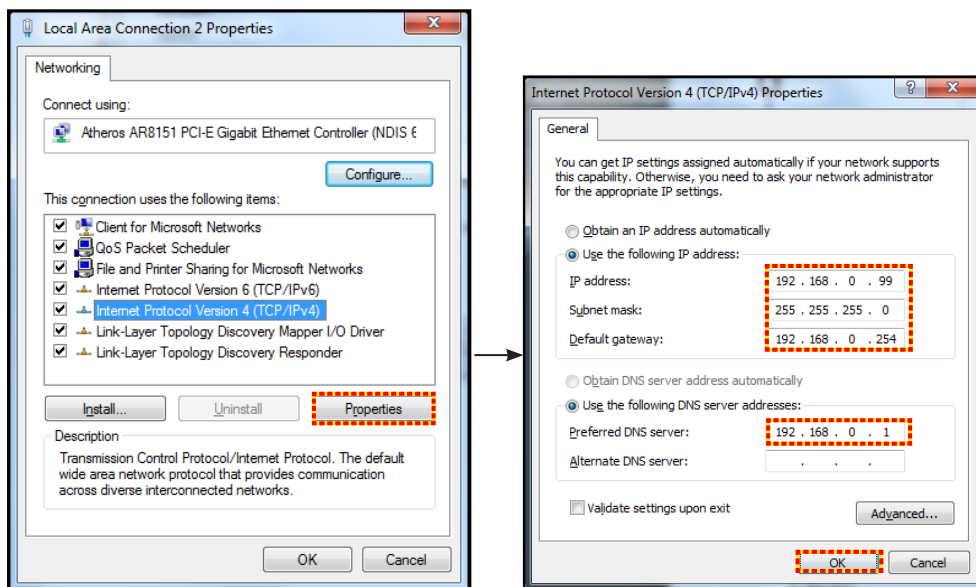 Local Area Connection 2 Properties
X
Networking
Connect using:
Atheros AR8151 PCI-E Gigabit Ethernet Controller (NDIS 6
Configure...
This connection uses the following items:
Client for Microsoft Networks
QoS Packet Scheduler
File and Printer Sharing for Microsoft Networks
Internet Protocol Version 6 (TCP/IPv6)
Internet Protocol Version 4 (TCP/IPv4)
Link-Layer Topology Discovery Mapper I/O Driver
Link-Layer Topology Discovery Responder
Install...
Uninstall
Properties
Description
Transmission Control Protocol/Internet Protocol. The default
wide area network protocol that provides communication
across diverse interconnected networks.
OK
Cancel
Internet Protocol Version 4 (TCP/IPv4) Properties
?
X
General
You can get IP settings assigned automatically if your network supports
this capability. Otherwise, you need to ask your network administrator
for the appropriate IP settings.
Obtain an IP address automatically
Use the following IP address:
IP address: 192 . 168 . 0 . 99
Subnet mask: 255 . 255 . 255 . 0
Default gateway: 192 . 168 . 0 . 254
Obtain DNS server address automatically
Use the following DNS server addresses:
Preferred DNS server: 192 . 168 . 0 . 1
Alternate DNS server: . . .
Validate settings upon exit
Advanced...
OK
Cancel